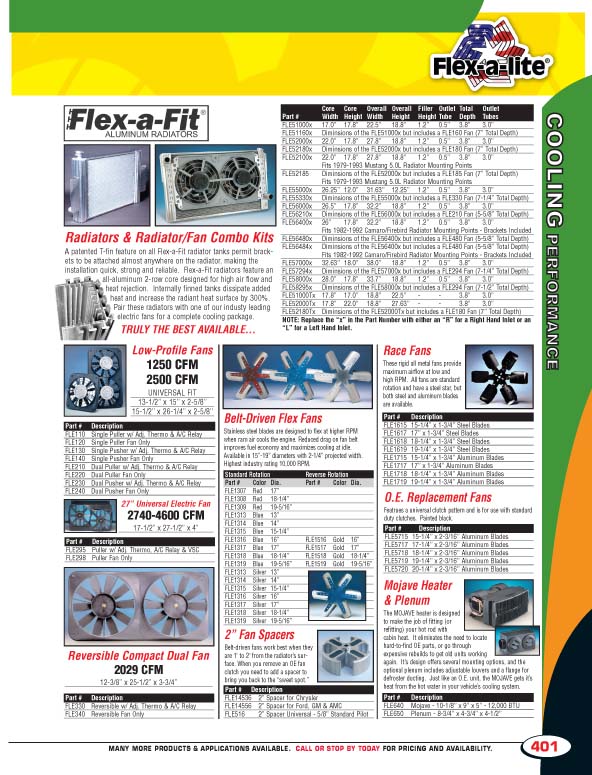 Flex-a-lite®
COOLING PERFORMANCE
Flex-a-Fit®
ALUMINUM RADIATORS
Radiators & Radiator/Fan Combo Kits
A patented T-fin feature on all Flex-a-Fit radiator tanks permit brack-
ets to be attached almost anywhere on the radiator, making the
installation quick, strong and reliable.  Flex-a-Fit radiators feature an
all-aluminum 2-row core designed for high air flow and
heat rejection.  Internally finned tanks dissipate added
heat and increase the radiant heat surface by 300%.
Pair these radiators with one of our industy leading
electric fans for a complete cooling package.
TRULY THE BEST AVAILABLE...
Core Core Overall Overall Filler Outlet Total Outlet
Part # Width Height Width Height Height Tube Depth Tubes
FLE51000x 17.0" 17.8" 22.5" 18.8" 1.2" 0.5" 3.8" 3.0"
FLE51160x Diminsions of the FLE51000x but includes a FLE160 Fan (7" Total Depth)
FLE52000x 22.0" 17.8" 27.8" 18.8" 1.2" 0.5" 3.8" 3.0"
FLE52180x Diminsions of the FLE52000x but includes a FLE180 Fan (7" Total Depth)
FLE52100x 22.0" 17.8" 27.8" 18.8" 1.2" 0.5" 3.8" 3.0"
Fits 1979-1993 Mustang 5.0L Radiator Mounting Points
FLE52185 Diminsions of the FLE52000x but includes a FLE185 Fan (7" Total Depth)
Fits 1979-1993 Mustang 5.0L Radiator Mounting Points
FLE55000x 26.25" 12.0" 31.63" 12.25" 1.2" 0.5" 3.8" 3.0"
FLE55330x Diminsions of the FLE55000x but includes a FLE330 Fan (7-1/4" Total Depth)
FLE56000x 26.5" 17.8" 32.2" 18.8" 1.2" 0.5" 3.8" 3.0"
FLE56210x Diminsions of the FLE56000x but includes a FLE210 Fan (5-5/8" Total Depth)
FLE56400x 26" 17.8" 32.2" 18.8" 1.2" 0.5" 3.8" 3.0"
Fits 1982-1992 Camaro/Firebird Radiator Mounting Points - Brackets Included
FLE56480x Diminsions of the FLE56400x but includes a FLE480 Fan (5-5/8" Total Depth)
FLE56484x Diminsions of the FLE56400x but includes a FLE480 Fan (5-5/8" Total Depth)
Fits 1982-1992 Camaro/Firebird Radiator Mounting Points - Brackets Included
FLE57000x 32.63" 18.0" 38.0" 18.8" 1.2" 0.5" 3.8" 3.0"
FLE57294x Diminsions of the FLE57000x but includes a FLE294 Fan (7-1/4" Total Depth)
FLE58000x 28.0" 17.8" 33.7" 18.8" 1.2" 0.5" 3.8" 3.0"
FLE58295x Diminsions of the FLE58000x but includes a FLE294 Fan (7-1/2" Total Depth)
FLE51000Tx 17.8" 17.0" 18.8" 22.5" - - 3.8" 3.0"
FLE52000Tx 17.8" 22.0" 18.8" 27.63" - - 3.8" 3.0"
FLE52180Tx Diminsions of the FLE52000Tx but includes a FLE180 Fan (7" Total Depth)
NOTE: Replace the "x" in the Part Number with either an "R" for a Right Hand Inlet or an
"L" for a Left Hand Inlet.
Low-Profile Fans
1250 CFM
2500 CFM
UNIVERSAL FIT
13-1/2" x 15" x 2-5/8"
15-1/2" x 26-1/4" x 2-5/8"
Part # Description
FLE110 Single Puller w/ Adj. Thermo & A/C Relay
FLE120 Single Puller Fan Only
FLE130 Single Pusher w/ Adj. Thermo & A/C Relay
FLE140 Single Pusher Fan Only
FLE210 Dual Puller w/ Adj. Thermo & A/C Relay
FLE220 Dual Puller Fan Only
FLE230 Dual Pusher w/ Adj. Thermo & A/C Relay
FLE240 Dual Pusher Fan Only
27" Universal Electric Fan
2740-4600 CFM
17-1/2" x 27-1/2" x 4"
Part # Description
FLE295 Puller w/ Adj. Thermo, A/C Relay & VSC
FLE298 Puller Fan Only
Reversible Compact Dual Fan
2029 CFM
12-3/8" x 25-1/2" x 3-3/4"
Part # Description
FLE330 Reversible w/ Adj. Thermo & A/C Relay
FLE340 Reversible Fan Only
Belt-Driven Flex Fans
Stainless steel blades are designed to flex at higher RPM
when ram air cools the engine. Reduced drag on fan belt
improves fuel economy and maximizes cooling at idle.
Available in 15"-19" diameters with 2-1/4" projected width.
Highest industry rating 10,000 RPM.
Standard Rotation Reverse Rotation
Part # Color Dia. Part # Color Dia.
FLE1307 Red 17"
FLE1308 Red 18-1/4"
FLE1309 Red 19-5/16"
FLE1313 Blue 13"
FLE1314 Blue 14"
FLE1315 Blue 15-1/4"
FLE1316 Blue 16" FLE1516 Gold 16"
FLE1317 Blue 17" FLE1517 Gold 17"
FLE1318 Blue 18-1/4" FLE1518 Gold 18-1/4"
FLE1319 Blue 19-5/16" FLE1519 Gold 19-5/16"
FLE1313 Silver 13"
FLE1314 Silver 14"
FLE1315 Silver 15-1/4"
FLE1316 Silver 16"
FLE1317 Silver 17"
FLE1318 Silver 18-1/4"
FLE1319 Silver 19-5/16"
2" Fan Spacers
Belt-driven fans work best when they
are 1' to 2' from the radiator's sur-
face. When you remove an OE fan
clutch you need to add a spacer to
bring you back to the "sweet spot."
Part # Description
FLE14536 2" Spacer for Chrysler
FLE14556 2" Spacer for Ford, GM & AMC
FLE516 2" Spacer Universal - 5/8" Standard Pilot
Race Fans
These rigid all metal fans provide
maximum airflow at low and
high RPM.  All fans are standard
rotation and have a steel star, but
both steel and aluminum blades
are available.
Part # Description
FLE1615 15-1/4" x 1-3/4" Steel Blades
FLE1617 17" x 1-3/4" Steel Blades
FLE1618 18-1/4" x 1-3/4" Steel Blades
FLE1619 19-1/4" x 1-3/4" Steel Blades
FLE1715 15-1/4" x 1-3/4" Aluminum Blades
FLE1717 17" x 1-3/4" Aluminum Blades
FLE1718 18-1/4" x 1-3/4" Aluminum Blades
FLE1719 19-1/4" x 1-3/4" Aluminum Blades
O.E. Replacement Fans
Featraes a universal clutch pattern and is for use with standard
duty clutches.  Painted black.
Part # Description
FLE5715 15-1/4" x 2-3/16" Aluminum Blades
FLE5717 17-1/4" x 2-3/16" Aluminum Blades
FLE5718 18-1/4" x 2-3/16" Aluminum Blades
FLE5719 19-1/4" x 2-3/16" Aluminum Blades
FLE5720 20-1/4" x 2-3/16" Aluminum Blades
Mojave Heater
& Plenum
The MOJAVE heater is designed
to make the job of fitting (or
refitting) your hot rod with
cabin heat.  It eliminates the need to locate
hard-to-find OE parts, or go through
expensive rebuilds to get old units working
again.  It's design offers several mounting options, and the
optional plenum includes adjustable louvers and a flange for
defroster ducting.  Just like an O.E. unit, the MOJAVE gets it's
heat from the hot water in your vehicle's cooling system.
Part # Description
FLE640 Mojave - 10-1/8" x 9" x 5" - 12,000 BTU
FLE650 Plenum - 8-3/4" x 4-3/4" x 4-1/2"
MANY MORE PRODUCTS & APPLICATIONS AVAILABLE.  CALL OR STOP BY TODAY FOR PRICING AND AVAILABILITY.
401